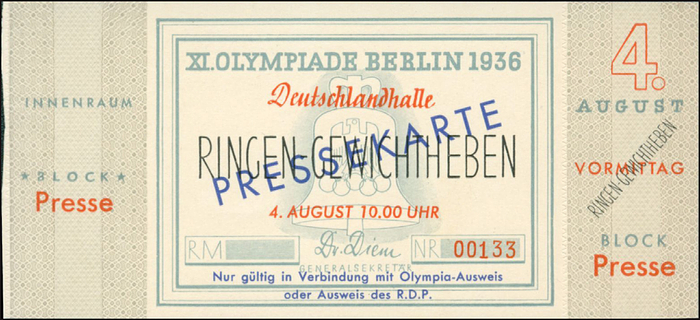 INNENRAUM
★BLOCK★
Presse
XI. OLYMPIADE BERLIN 1936
Deutschlandhalle
RINGEN-GEWICHTHEBEN
PRESSEKARTE
4. AUGUST 10.00 UHR
RM
Dr. Diem
NR 00133
GENERALSEKRETÄR
Nur gültig in Verbindung mit Olympia-Ausweis
oder Ausweis des R.D.P.
4.
AUGUST
VORMITTAG
RINGEN-GEWICHTHEBEN
BLOCK
Presse